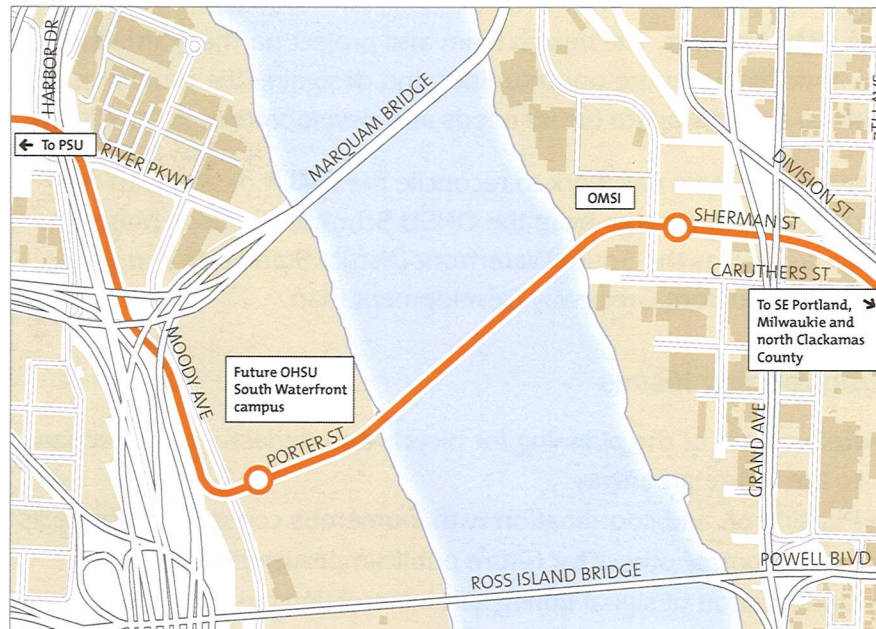 HARBOR DR
← To PSU
RIVER PKWY
MARQUAM BRIDGE
DIVISION ST
OMSI
SHERMAN ST
CARUTHERS ST
To SE Portland,
Milwaukie and
north Clackamas
County
MOODY AVE
Future OHSU
South Waterfront
campus
PORTER ST
GRAND AVE
POWELL BLVD
ROSS ISLAND BRIDGE